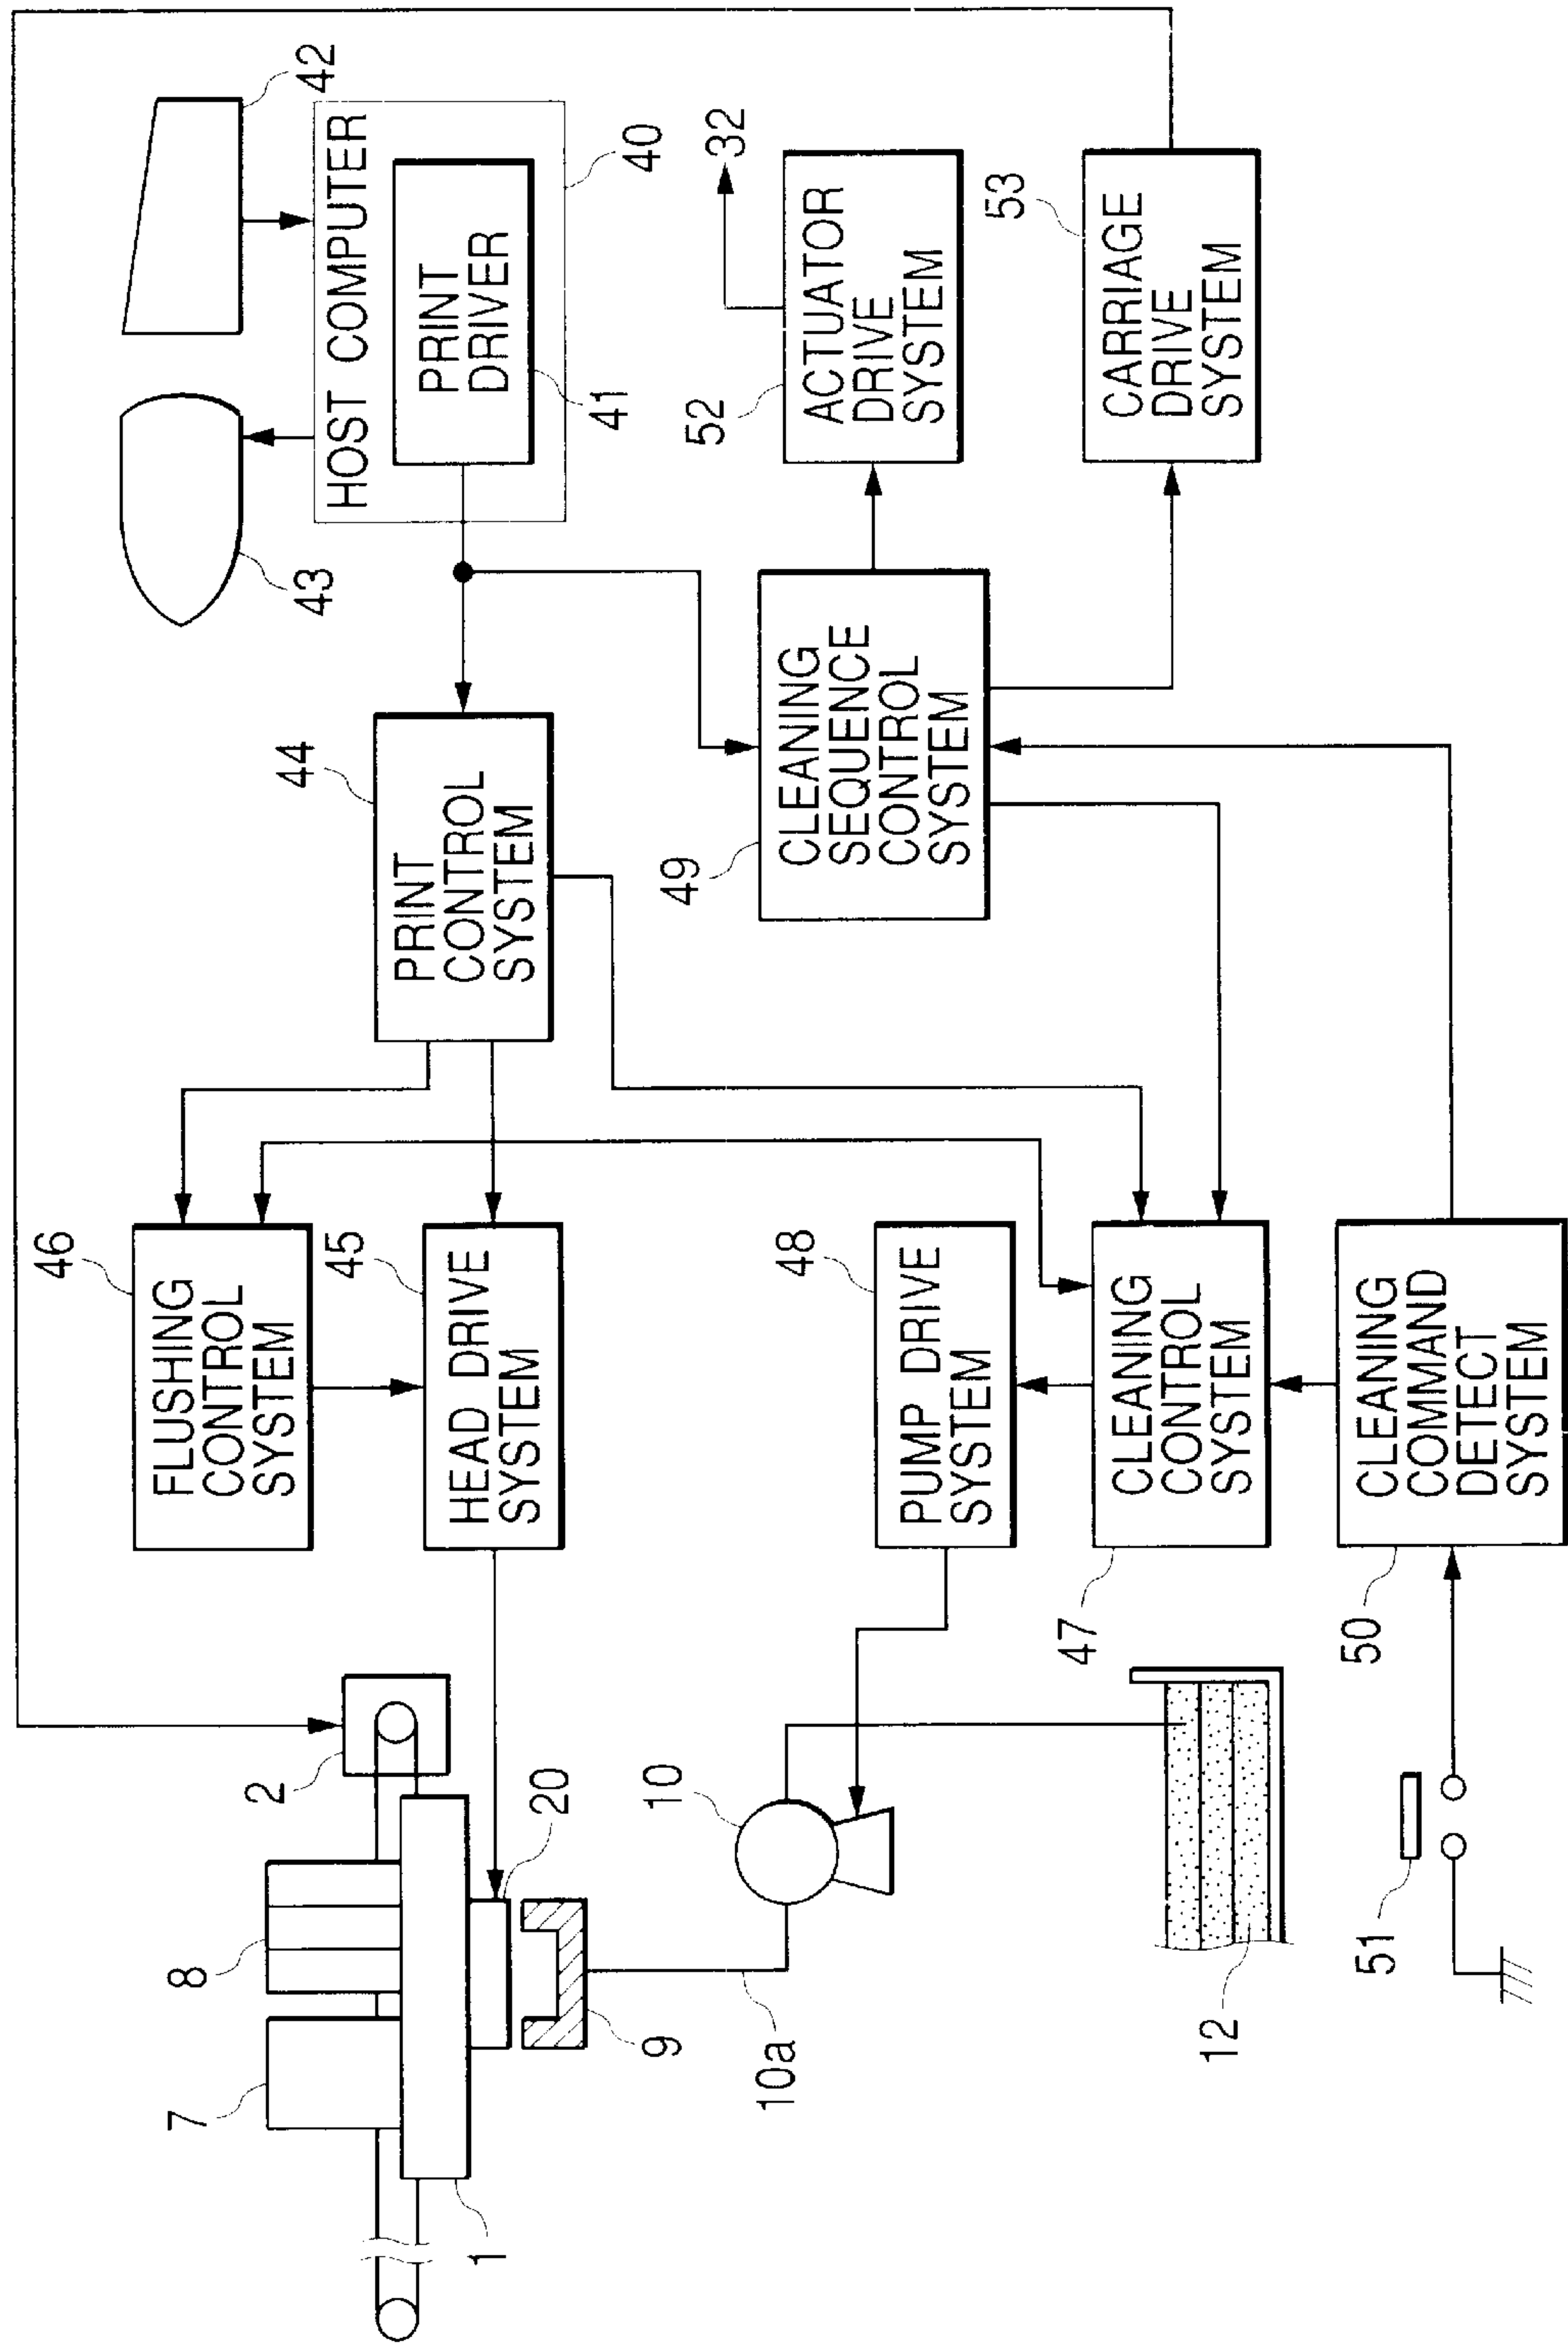 42
43
HOST COMPUTER
PRINT
DRIVER
40
41
32
ACTUATOR
DRIVE
SYSTEM
52
CARRIAGE
DRIVE
SYSTEM
53
44
PRINT
CONTROL
SYSTEM
CLEANING
SEQUENCE
CONTROL
SYSTEM
49
46
FLUSHING
CONTROL
SYSTEM
45
HEAD DRIVE
SYSTEM
48
PUMP DRIVE
SYSTEM
CLEANING
CONTROL
SYSTEM
47
CLEANING
COMMAND
DETECT
SYSTEM
50
2
8
7
20
9
1
10
10a
12
51